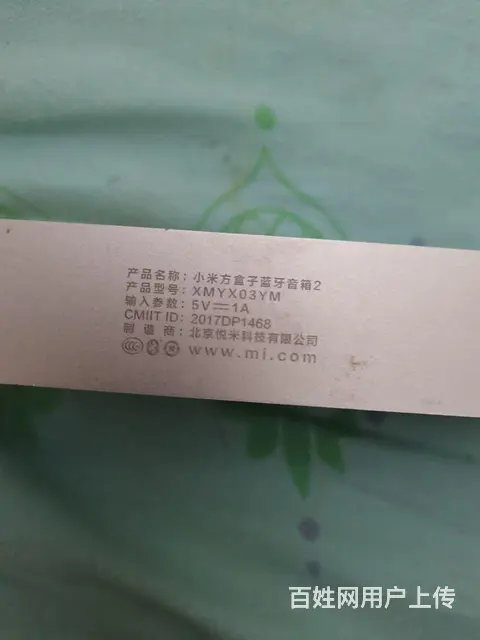 产品名称：小米方盒子蓝牙音箱2
产品型号：XMYX03YM
输入参数：5V⎓1A
CMIIT ID：2017DP1468
制造商：北京悦米科技有限公司
www.mi.com
百姓网用户上传